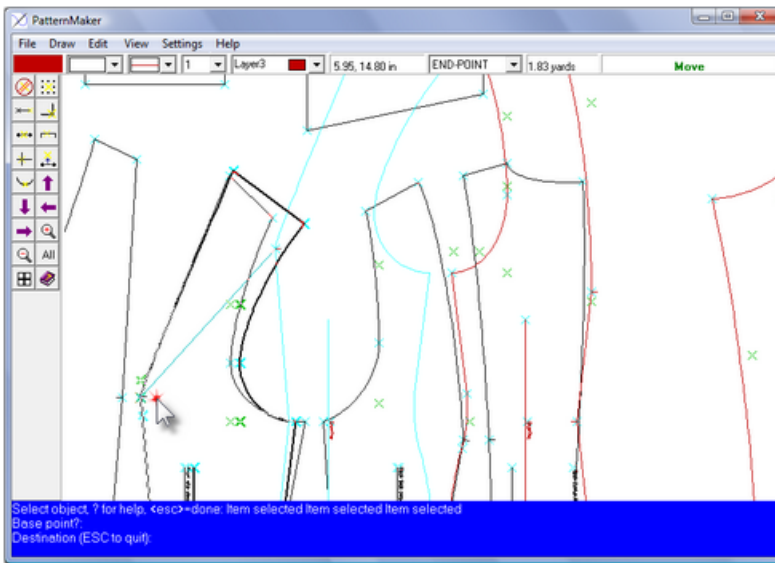 PatternMaker
File Draw Edit View Settings Help
1 Layer3 5.95, 14.80 in END-POINT 1.83 yards Move
All
Select object, ? for help, <esc>=done: Item selected Item selected Item selected
Base point?:
Destination (ESC to quit):